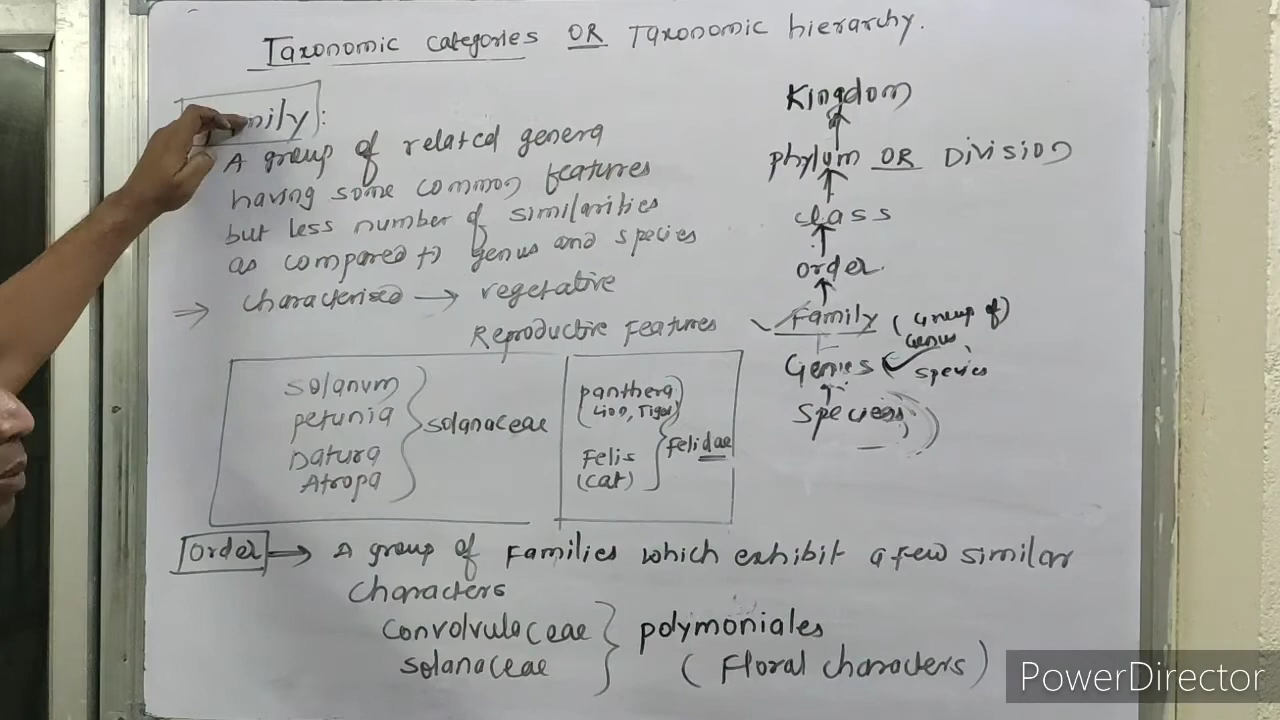 Taxonomic categories OR Taxonomic hierarchy.
Family:
A group of related genera
having some common features
but less number of similarities
as compared to genus and species
⇒ characterised → vegetative
Reproductive Features
Solanum
petunia
Datura
Atropa
solanaceae
panthera
(Lion, Tiger)
Felis
(cat)
Felidae
Kingdom
phylum OR Division
class
order.
Family (Group of)
Genus,
Genies species
Species
Order → A group of Families which exhibit a few similar
characters
convolvulaceae
solanaceae
polymoniales
(Floral characters)
PowerDirector